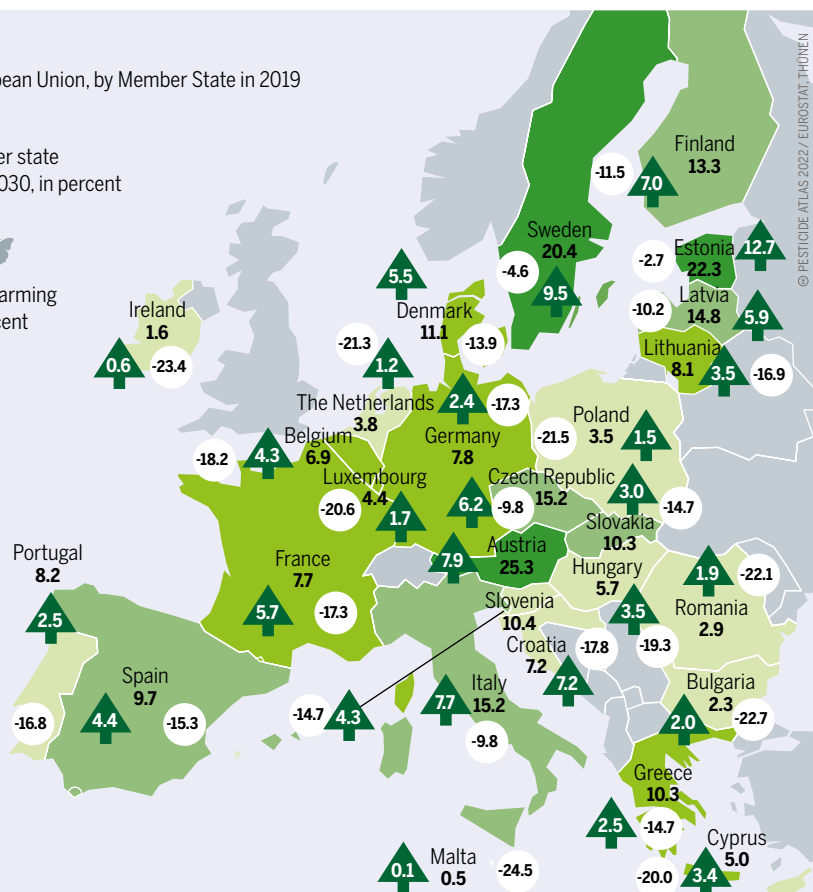 pean Union, by Member State in 2019
er state
030, in percent
arming
cent
© PESTICIDE ATLAS 2022 / EUROSTAT, THÜNEN
Finland
13.3
-11.5
7.0
Sweden
20.4
-4.6
9.5
Estonia
22.3
-2.7
12.7
Latvia
14.8
-10.2
5.9
Lithuania
8.1
3.5
-16.9
5.5
Denmark
11.1
-13.9
Ireland
1.6
0.6
-23.4
-21.3
1.2
The Netherlands
3.8
2.4
-17.3
Germany
7.8
Poland
3.5
-21.5
1.5
Belgium
6.9
-18.2
4.3
Luxembourg
4.4
-20.6
1.7
Czech Republic
15.2
6.2
-9.8
3.0
-14.7
Slovakia
10.3
Austria
25.3
7.9
Hungary
5.7
3.5
-19.3
France
7.7
5.7
-17.3
Portugal
8.2
2.5
-16.8
Spain
9.7
4.4
-15.3
Slovenia
10.4
-14.7
4.3
Croatia
7.2
-17.8
7.2
Italy
15.2
7.7
-9.8
1.9
-22.1
Romania
2.9
Bulgaria
2.3
2.0
-22.7
Greece
10.3
2.5
-14.7
Cyprus
5.0
-20.0
3.4
Malta
0.5
0.1
-24.5